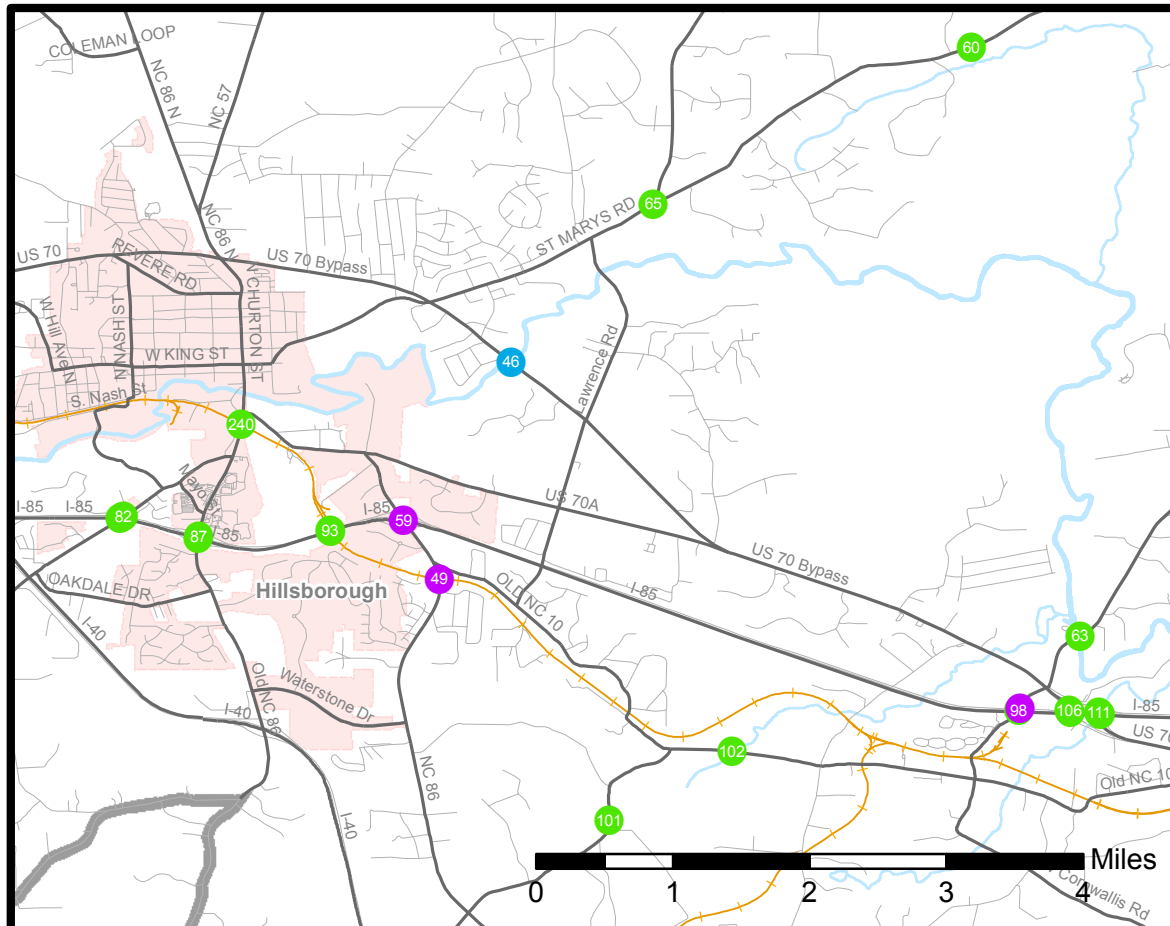 COLEMAN LOOP
NC 86 N
NC 57
60
65
ST MARYS RD
NC 86 N
US 70
REVERE RD
US 70 Bypass
N CHURTON ST
W Hill Ave N
N NASH ST
W KING ST
46
Lawrence Rd
S. Nash St
240
I-85
I-85
82
87
I-85
93
I-85
59
US 70A
49
OLD NC 10
I-85
US 70 Bypass
OAKDALE DR
Hillsborough
I-40
63
Old NC 86
Waterstone Dr
I-40
98
106
111
I-85
US 70
102
NC 86
Old NC 10
I-40
101
Miles
0
1
2
3
4
Cornwallis Rd